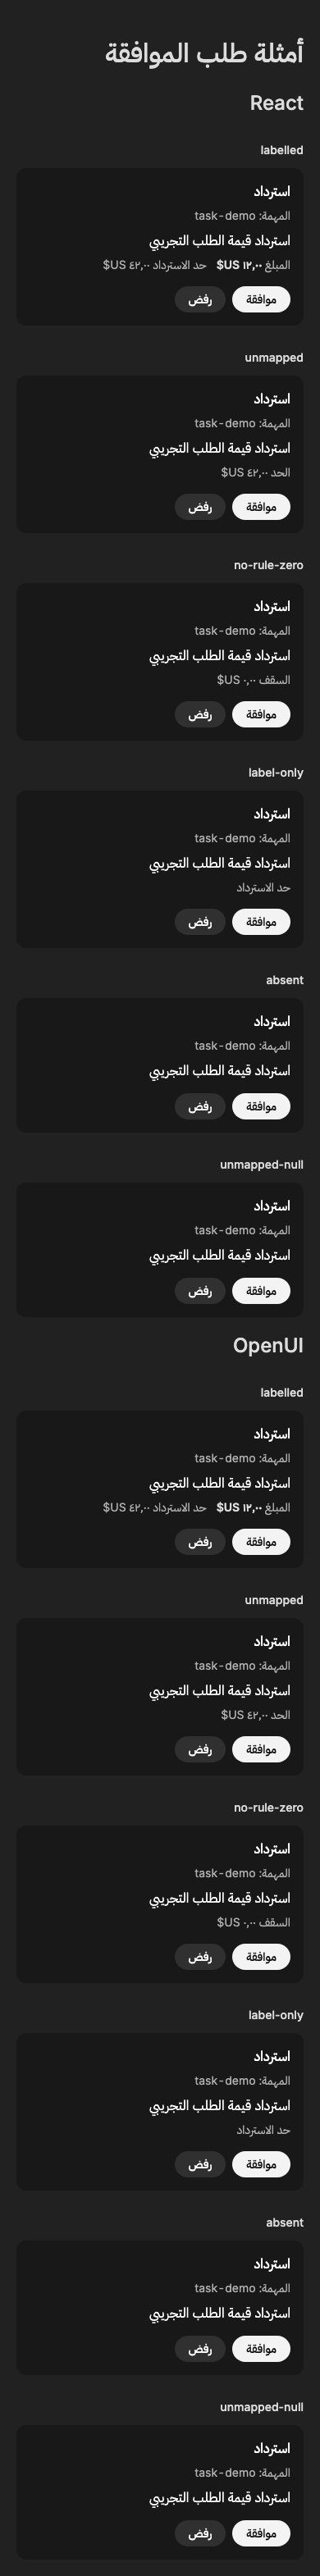 أمثلة طلب الموافقة
React
labelled
استرداد
المهمة: task-demo
استرداد قيمة الطلب التجريبي
المبلغ ١٢,٠٠ US$ حد الاسترداد ٤٢,٠٠ US$
موافقة رفض
unmapped
استرداد
المهمة: task-demo
استرداد قيمة الطلب التجريبي
الحد ٤٢,٠٠ US$
موافقة رفض
no-rule-zero
استرداد
المهمة: task-demo
استرداد قيمة الطلب التجريبي
السقف ٠,٠٠ US$
موافقة رفض
label-only
استرداد
المهمة: task-demo
استرداد قيمة الطلب التجريبي
حد الاسترداد
موافقة رفض
absent
استرداد
المهمة: task-demo
استرداد قيمة الطلب التجريبي
موافقة رفض
unmapped-null
استرداد
المهمة: task-demo
استرداد قيمة الطلب التجريبي
موافقة رفض
OpenUI
labelled
استرداد
المهمة: task-demo
استرداد قيمة الطلب التجريبي
المبلغ ١٢,٠٠ US$ حد الاسترداد ٤٢,٠٠ US$
موافقة رفض
unmapped
استرداد
المهمة: task-demo
استرداد قيمة الطلب التجريبي
الحد ٤٢,٠٠ US$
موافقة رفض
no-rule-zero
استرداد
المهمة: task-demo
استرداد قيمة الطلب التجريبي
السقف ٠,٠٠ US$
موافقة رفض
label-only
استرداد
المهمة: task-demo
استرداد قيمة الطلب التجريبي
حد الاسترداد
موافقة رفض
absent
استرداد
المهمة: task-demo
استرداد قيمة الطلب التجريبي
موافقة رفض
unmapped-null
استرداد
المهمة: task-demo
استرداد قيمة الطلب التجريبي
موافقة رفض